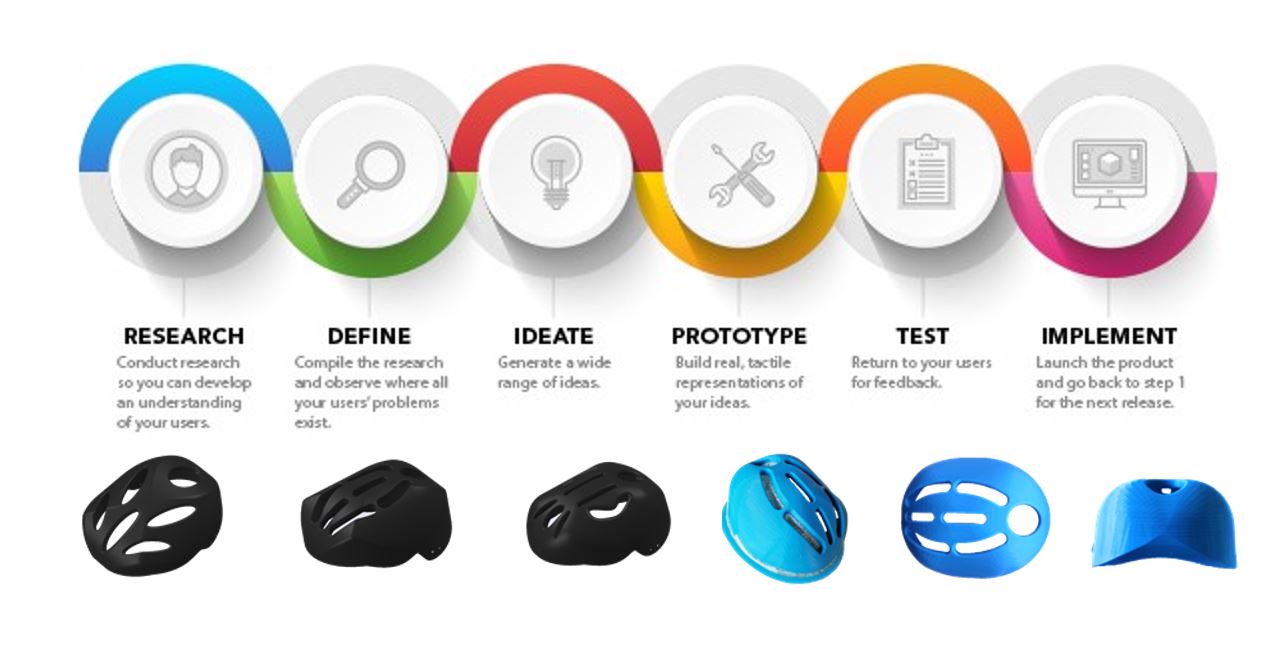 RESEARCH
Conduct research
so you can develop
an understanding
of your users.
DEFINE
Compile the research
and observe where all
your users' problems
exist.
IDEATE
Generate a wide
range of ideas.
PROTOTYPE
Build real, tactile
representations of
your ideas.
TEST
Return to your users
for feedback.
IMPLEMENT
Launch the product
and go back to step 1
for the next release.